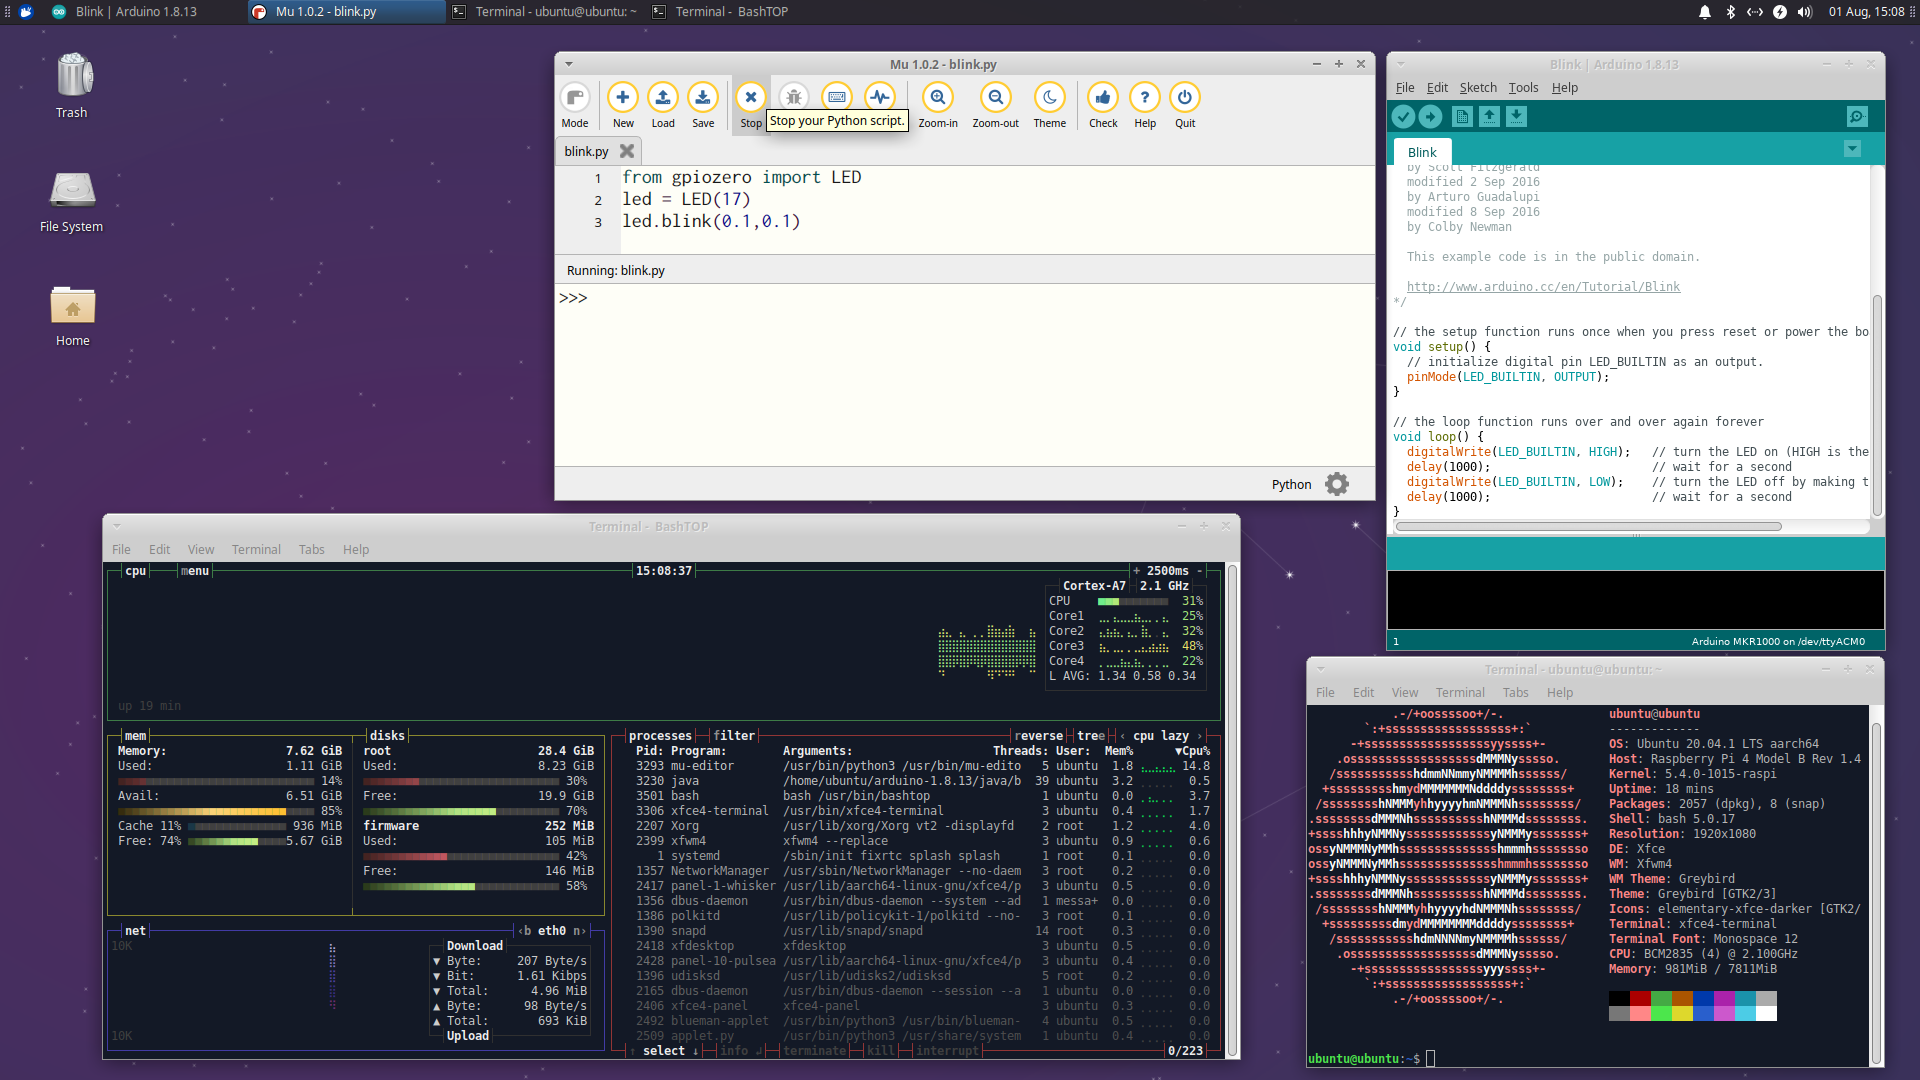 Blink | Arduino 1.8.13
Mu 1.0.2 - blink.py
Terminal - ubuntu@ubuntu: ~
Terminal - BashTOP
01 Aug, 15:08
Trash
File System
Home
Mu 1.0.2 - blink.py
Mode New Load Save Stop Zoom-in Zoom-out Theme Check Help Quit
Stop your Python script.
blink.py
1 from gpiozero import LED
2 led = LED(17)
3 led.blink(0.1,0.1)
Running: blink.py
>>>
Python
Blink | Arduino 1.8.13
File Edit Sketch Tools Help
Blink
by Scott Fitzgerald
modified 2 Sep 2016
by Arturo Guadalupi
modified 8 Sep 2016
by Colby Newman
This example code is in the public domain.
http://www.arduino.cc/en/Tutorial/Blink
*/
// the setup function runs once when you press reset or power the bo
void setup() {
// initialize digital pin LED_BUILTIN as an output.
pinMode(LED_BUILTIN, OUTPUT);
}
// the loop function runs over and over again forever
void loop() {
digitalWrite(LED_BUILTIN, HIGH); // turn the LED on (HIGH is the
delay(1000); // wait for a second
digitalWrite(LED_BUILTIN, LOW); // turn the LED off by making t
delay(1000); // wait for a second
}
1 Arduino MKR1000 on /dev/ttyACM0
Terminal - BashTOP
File Edit View Terminal Tabs Help
cpu menu 15:08:37 + 2500ms -
Cortex-A7 2.1 GHz
CPU 31%
Core1 25%
Core2 32%
Core3 48%
Core4 22%
L AVG: 1.34 0.58 0.34
up 19 min
mem
Memory: 7.62 GiB
Used: 1.11 GiB
14%
Avail: 6.51 GiB
85%
Cache 11% 936 MiB
Free: 74% 5.67 GiB
disks
root 28.4 GiB
Used: 8.23 GiB
30%
Free: 19.9 GiB
70%
firmware 252 MiB
Used: 105 MiB
42%
Free: 146 MiB
58%
net ‹b eth0 n›
10K
Download
▼ Byte: 207 Byte/s
▼ Bit: 1.61 Kibps
▼ Total: 4.96 MiB
▲ Byte: 98 Byte/s
▲ Total: 693 KiB
10K
Upload
processes filter reverse tree ‹ cpu lazy ›
Pid: Program: Arguments: Threads: User: Mem% ▼Cpu%
3293 mu-editor /usr/bin/python3 /usr/bin/mu-edito 5 ubuntu 1.8 14.8
3230 java /home/ubuntu/arduino-1.8.13/java/b 39 ubuntu 3.2 0.5
3501 bash bash /usr/bin/bashtop 1 ubuntu 0.0 3.7
3306 xfce4-terminal /usr/bin/xfce4-terminal 3 ubuntu 0.4 1.7
2207 Xorg /usr/lib/xorg/Xorg vt2 -displayfd 2 root 1.2 4.0
2399 xfwm4 xfwm4 --replace 3 ubuntu 0.9 0.6
1 systemd /sbin/init fixrtc splash splash 1 root 0.1 0.0
1357 NetworkManager /usr/sbin/NetworkManager --no-daem 3 root 0.2 0.0
2417 panel-1-whisker /usr/lib/aarch64-linux-gnu/xfce4/p 3 ubuntu 0.5 0.0
1356 dbus-daemon /usr/bin/dbus-daemon --system --ad 1 messa+ 0.0 0.0
1386 polkitd /usr/lib/policykit-1/polkitd --no- 3 root 0.1 0.0
1390 snapd /usr/lib/snapd/snapd 14 root 0.3 0.0
2418 xfdesktop xfdesktop 3 ubuntu 0.5 0.0
2428 panel-10-pulsea /usr/lib/aarch64-linux-gnu/xfce4/p 3 ubuntu 0.4 0.0
1396 udisksd /usr/lib/udisks2/udisksd 5 root 0.2 0.0
2165 dbus-daemon /usr/bin/dbus-daemon --session --a 1 ubuntu 0.0 0.0
2406 xfce4-panel xfce4-panel 3 ubuntu 0.3 0.0
2492 blueman-applet /usr/bin/python3 /usr/bin/blueman- 4 ubuntu 0.5 0.0
2509 applet.py /usr/bin/python3 /usr/share/system 1 ubuntu 0.4 0.0
↑ select ↓ info ↲ terminate kill interrupt 0/223
Terminal - ubuntu@ubuntu: ~
File Edit View Terminal Tabs Help
ubuntu@ubuntu
-------------
OS: Ubuntu 20.04.1 LTS aarch64
Host: Raspberry Pi 4 Model B Rev 1.4
Kernel: 5.4.0-1015-raspi
Uptime: 18 mins
Packages: 2057 (dpkg), 8 (snap)
Shell: bash 5.0.17
Resolution: 1920x1080
DE: Xfce
WM: Xfwm4
WM Theme: Greybird
Theme: Greybird [GTK2/3]
Icons: elementary-xfce-darker [GTK2/
Terminal: xfce4-terminal
Terminal Font: Monospace 12
CPU: BCM2835 (4) @ 2.100GHz
Memory: 981MiB / 7811MiB
ubuntu@ubuntu:~$